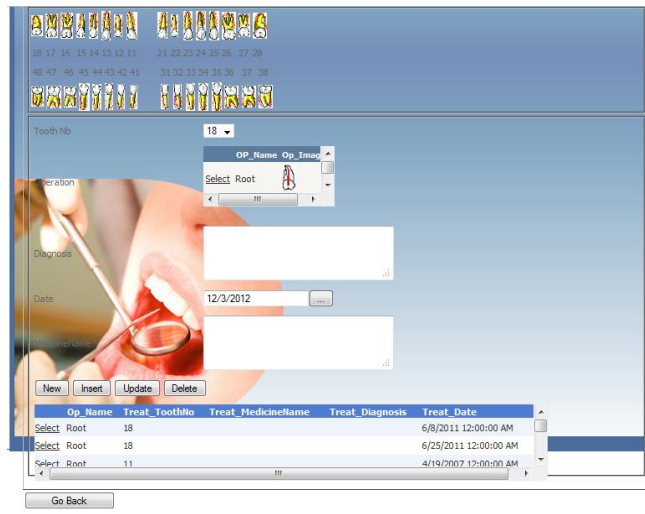 18 17 16 15 14 13 12 11 21 22 23 24 25 26 27 28
48 47 46 45 44 43 42 41 31 32 33 34 35 36 37 38
Tooth Nb 18
OP_Name Op_Imag
Operation
Select Root
Diagnosis
Date 12/3/2012 ...
New Insert Update Delete
Op_Name Treat_ToothNo Treat_MedicineName Treat_Diagnosis Treat_Date
Select Root 18 6/8/2011 12:00:00 AM
Select Root 18 6/25/2011 12:00:00 AM
Select Root 11 4/19/2007 12:00:00 AM
Go Back